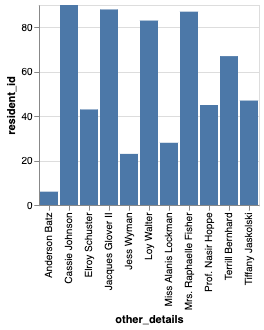 80
60
40
20
0
resident_id
Anderson Batz
Cassie Johnson
Elroy Schuster
Jacques Glover II
Jess Wyman
Loy Walter
Miss Alanis Lockman
Mrs. Raphaelle Fisher
Prof. Nasir Hoppe
Terrill Bernhard
Tiffany Jaskolski
other_details